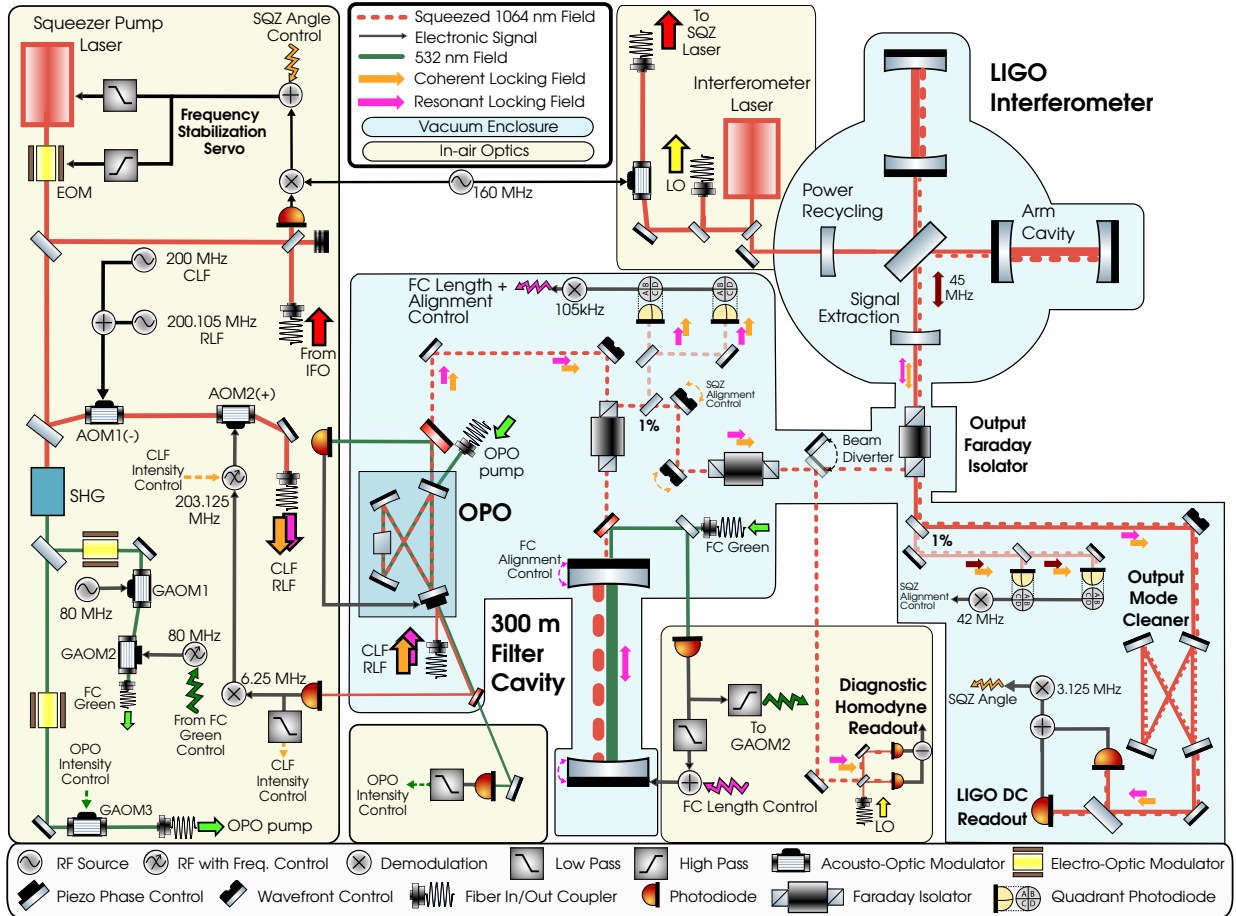 Squeezer Pump
Laser
SQZ Angle
Control
Frequency
Stabilization
Servo
EOM
200 MHz
CLF
200.105 MHz
RLF
From
IFO
AOM1(-)
AOM2(+)
CLF
Intensity
Control
203.125
MHz
SHG
CLF
RLF
GAOM1
80 MHz
GAOM2
80 MHz
FC
Green
From FC
Green
Control
6.25 MHz
CLF
Intensity
Control
OPO
Intensity
Control
GAOM3
OPO pump
Squeezed 1064 nm Field
Electronic Signal
532 nm Field
Coherent Locking Field
Resonant Locking Field
Vacuum Enclosure
In-air Optics
160 MHz
To
SQZ
Laser
LO
Interferometer
Laser
LIGO
Interferometer
Power
Recycling
Arm
Cavity
45
MHz
Signal
Extraction
Output
Faraday
Isolator
FC Length +
Alignment
Control
105kHz
A B
C D
A B
C D
1%
SQZ
Alignment
Control
Beam
Diverter
OPO
pump
OPO
CLF
RLF
FC Green
FC
Alignment
Control
300 m
Filter
Cavity
OPO
Intensity
Control
To
GAOM2
FC Length Control
Diagnostic
Homodyne
Readout
LO
1%
SQZ
Alignment
Control
42 MHz
Output
Mode
Cleaner
SQZ Angle
3.125 MHz
LIGO DC
Readout
RF Source
RF with Freq. Control
Demodulation
Low Pass
High Pass
Acousto-Optic Modulator
Electro-Optic Modulator
Piezo Phase Control
Wavefront Control
Fiber In/Out Coupler
Photodiode
Faraday Isolator
A B
C D
Quadrant Photodiode